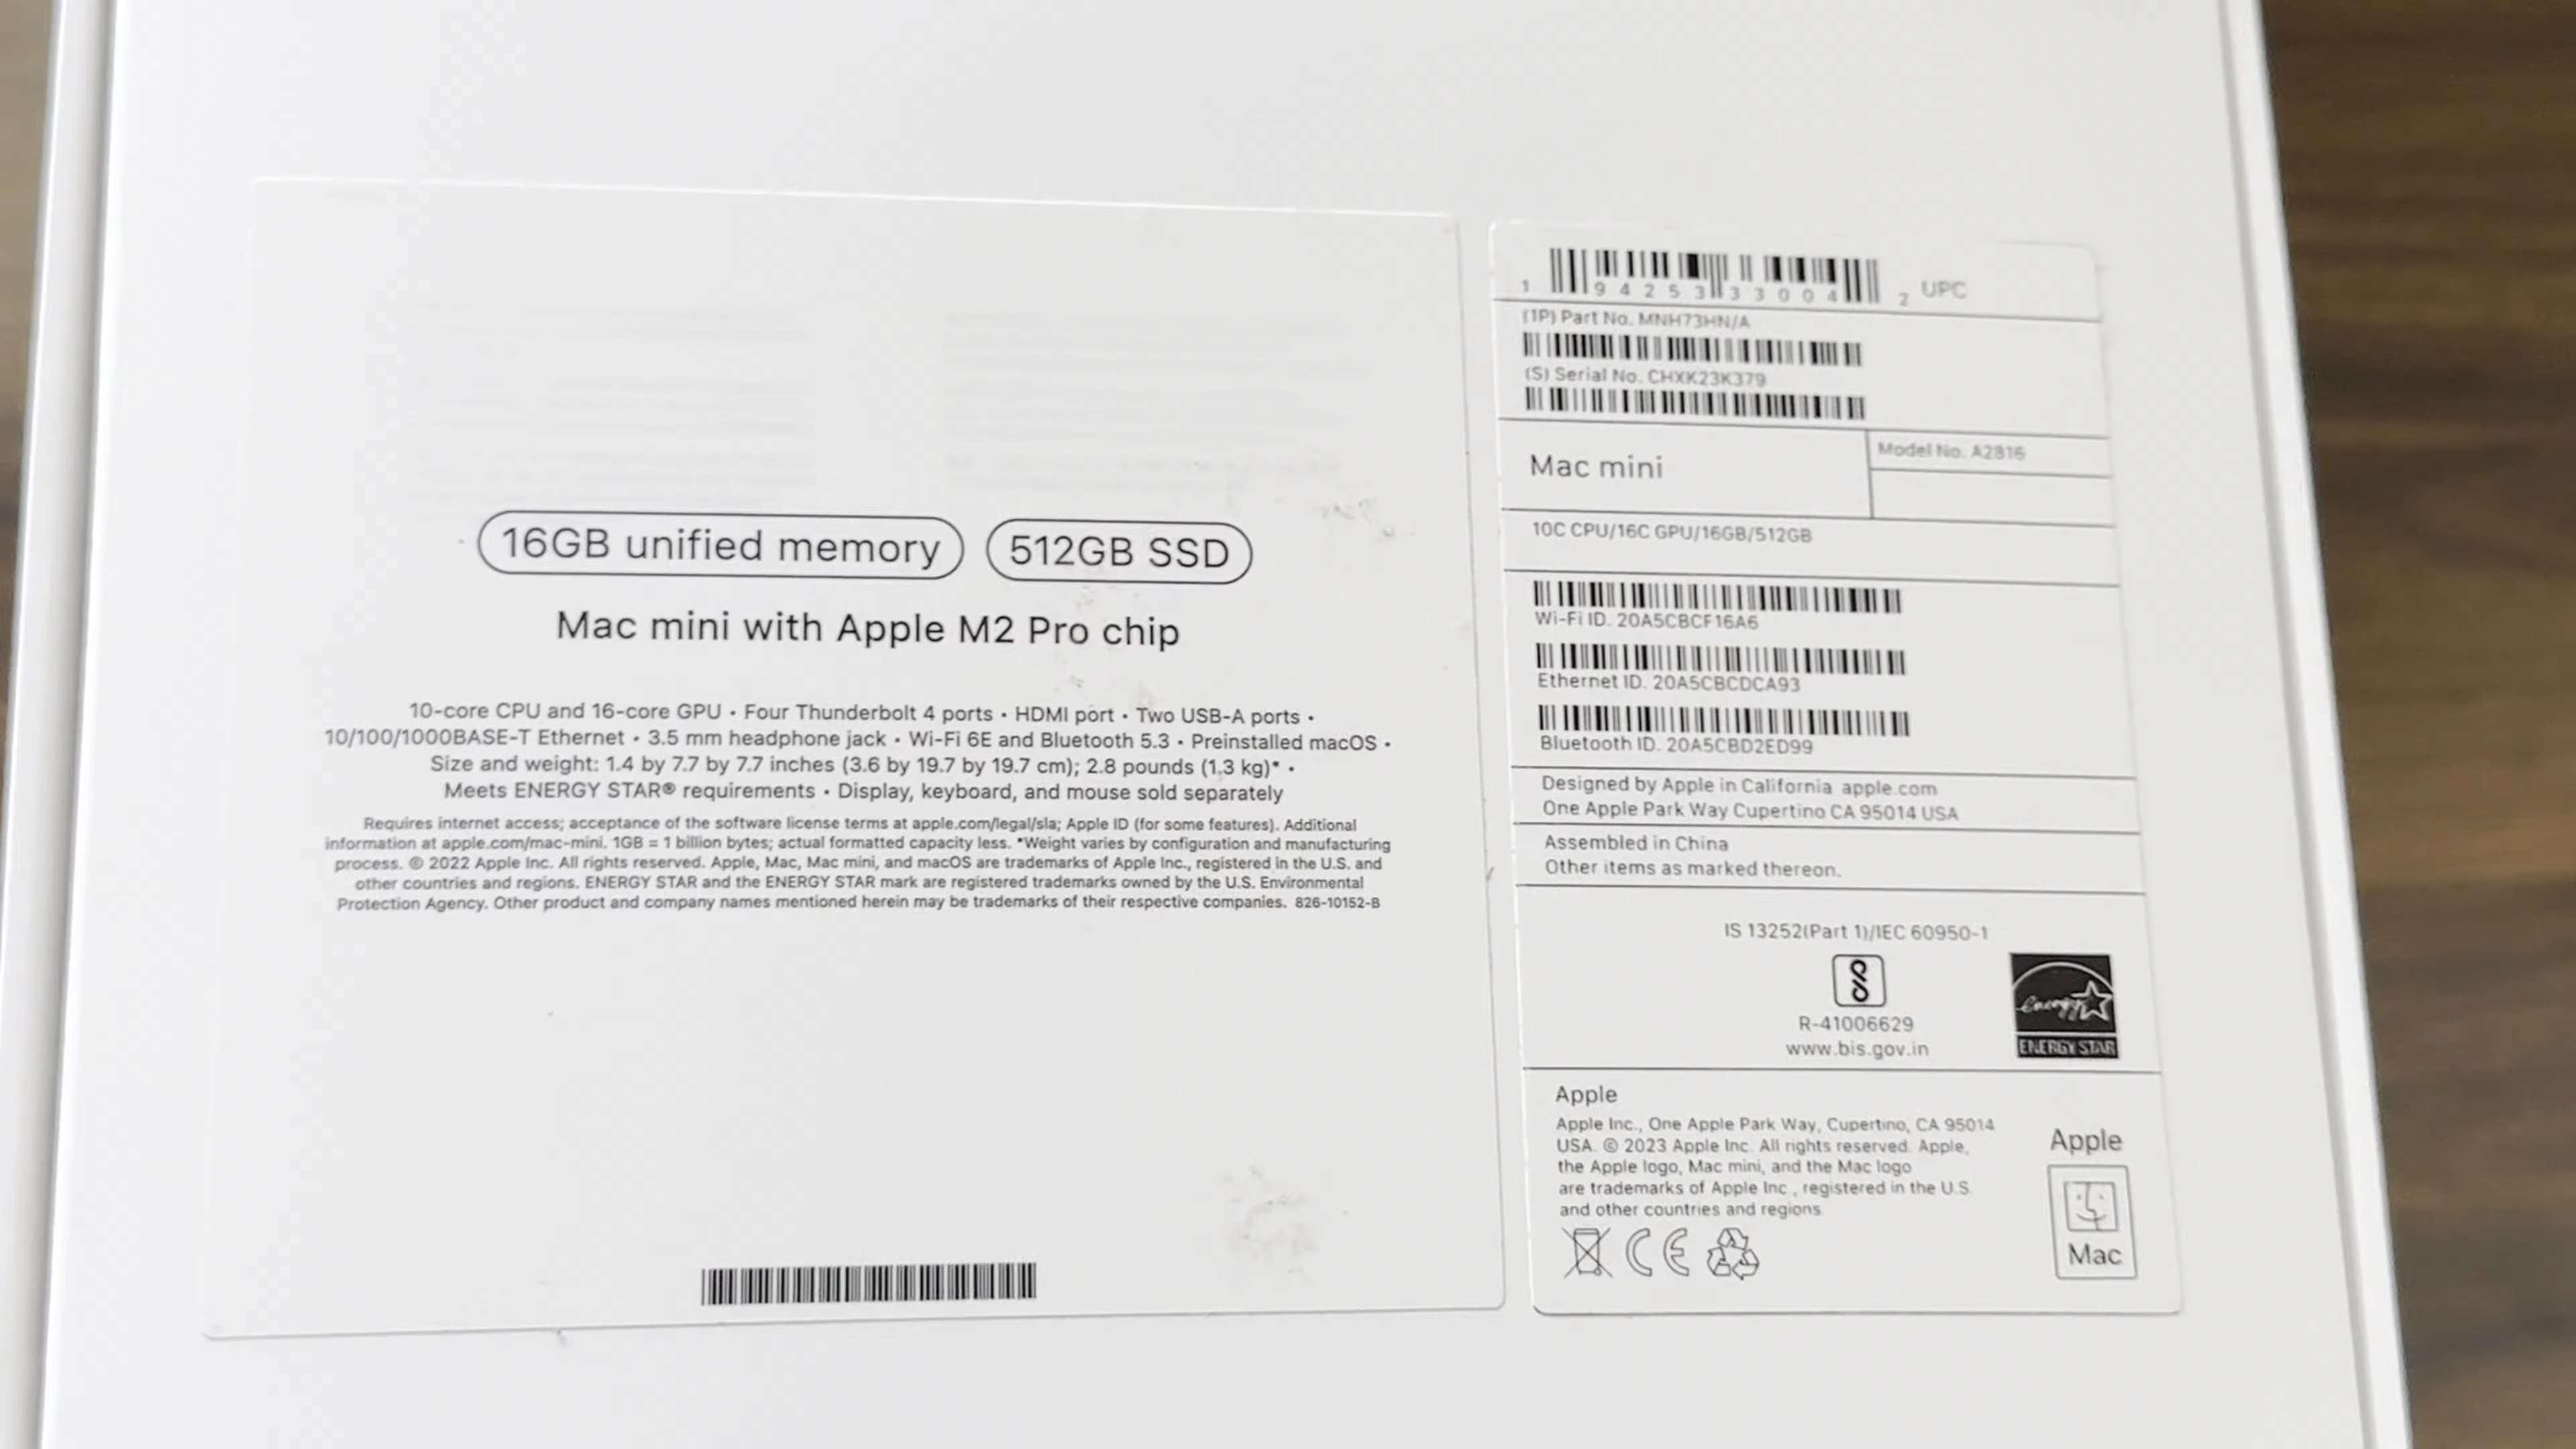 16GB unified memory
512GB SSD
Mac mini with Apple M2 Pro chip
10-core CPU and 16-core GPU • Four Thunderbolt 4 ports • HDMI port • Two USB-A ports •
10/100/1000BASE-T Ethernet • 3.5 mm headphone jack • Wi-Fi 6E and Bluetooth 5.3 • Preinstalled macOS •
Size and weight: 1.4 by 7.7 by 7.7 inches (3.6 by 19.7 by 19.7 cm); 2.8 pounds (1.3 kg)* •
Meets ENERGY STAR® requirements • Display, keyboard, and mouse sold separately
Requires internet access; acceptance of the software license terms at apple.com/legal/sla; Apple ID (for some features). Additional
information at apple.com/mac-mini. 1GB = 1 billion bytes; actual formatted capacity less. *Weight varies by configuration and manufacturing
process. © 2022 Apple Inc. All rights reserved. Apple, Mac, Mac mini, and macOS are trademarks of Apple Inc., registered in the U.S. and
other countries and regions. ENERGY STAR and the ENERGY STAR mark are registered trademarks owned by the U.S. Environmental
Protection Agency. Other product and company names mentioned herein may be trademarks of their respective companies. 826-10152-B
1 94253 33004 2 UPC
(1P) Part No. MNH73HN/A
(S) Serial No. CHXK23K379
Mac mini
Model No. A2816
10C CPU/16C GPU/16GB/512GB
Wi-Fi ID. 20A5CBCF16A6
Ethernet ID. 20A5CBCDCA93
Bluetooth ID. 20A5CBD2ED99
Designed by Apple in California apple.com
One Apple Park Way Cupertino CA 95014 USA
Assembled in China
Other items as marked thereon.
IS 13252(Part 1)/IEC 60950-1
R-41006629
www.bis.gov.in
energy
ENERGY STAR
Apple
Apple Inc., One Apple Park Way, Cupertino, CA 95014
USA. © 2023 Apple Inc. All rights reserved. Apple,
the Apple logo, Mac mini, and the Mac logo
are trademarks of Apple Inc., registered in the U.S.
and other countries and regions.
CE
Apple
Mac